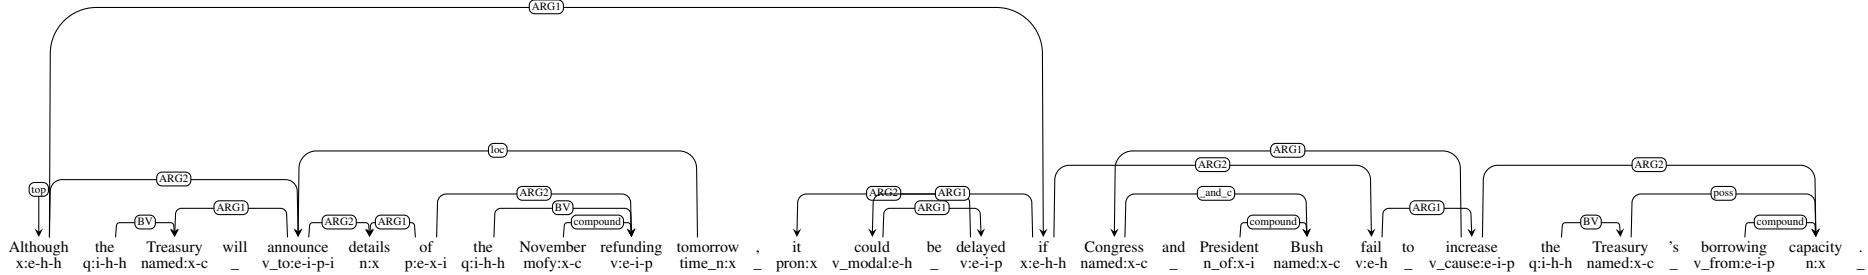 ARG1
loc ARG1
ARG2 ARG2
top ARG2
ARG2 ARG2 ARG1 _and_c poss
ARG1 BV ARG1 ARG1
BV ARG2 ARG1 compound compound BV compound
Although the Treasury will announce details of the November refunding tomorrow , it could be delayed if Congress and President Bush fail to increase the Treasury 's borrowing capacity .
x:e-h-h q:i-h-h named:x-c _ v_to:e-i-p-i n:x p:e-x-i q:i-h-h mofy:x-c v:e-i-p time_n:x _ pron:x v_modal:e-h _ v:e-i-p x:e-h-h named:x-c _ n_of:x-i named:x-c v:e-h _ v_cause:e-i-p q:i-h-h named:x-c _ v_from:e-i-p n:x _